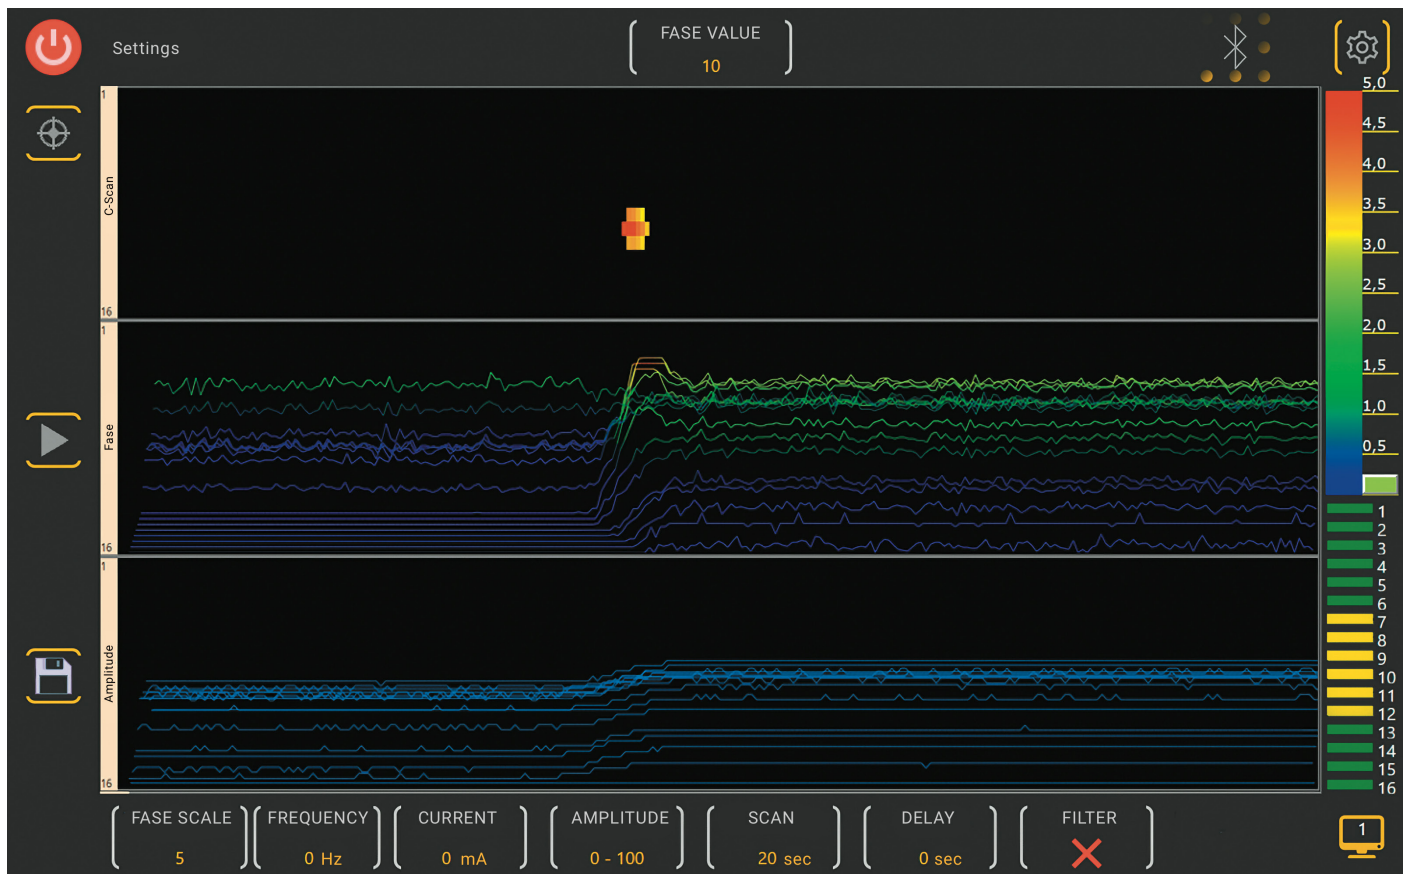 Settings
FASE VALUE
10
5,0
4,5
4,0
3,5
3,0
2,5
2,0
1,5
1,0
0,5
1
C-Scan
16
1
Fase
16
1
Amplitude
16
1
2
3
4
5
6
7
8
9
10
11
12
13
14
15
16
FASE SCALE
5
FREQUENCY
0 Hz
CURRENT
0 mA
AMPLITUDE
0 - 100
SCAN
20 sec
DELAY
0 sec
FILTER
1